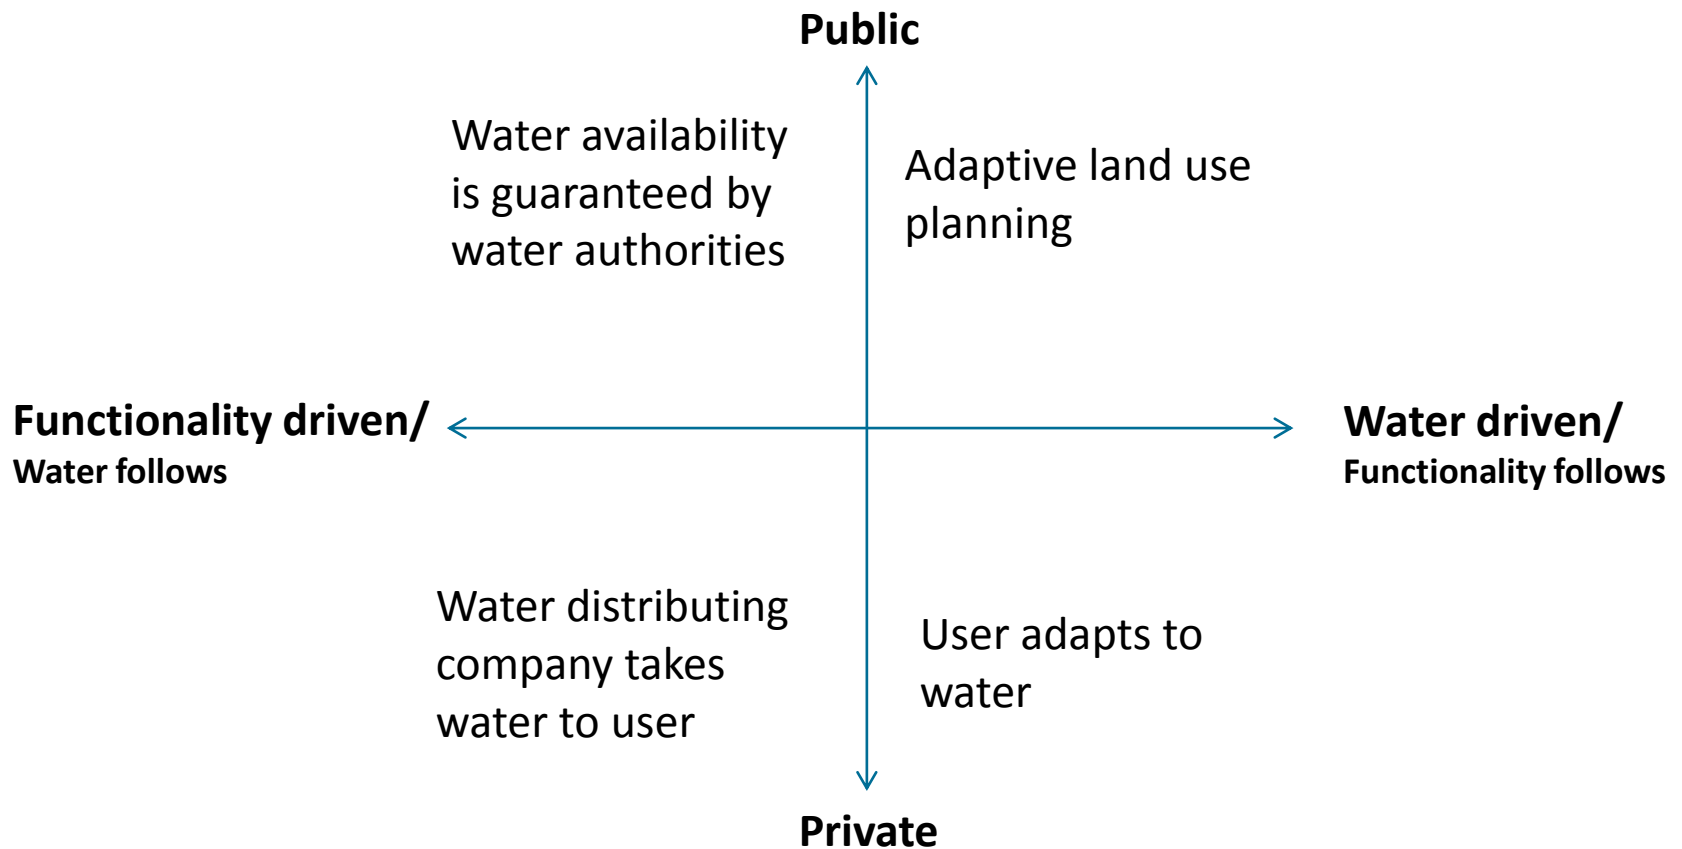 Public
Water availability
is guaranteed by
water authorities
Adaptive land use
planning
Functionality driven/
Water follows
Water driven/
Functionality follows
Water distributing
company takes
water to user
User adapts to
water
Private